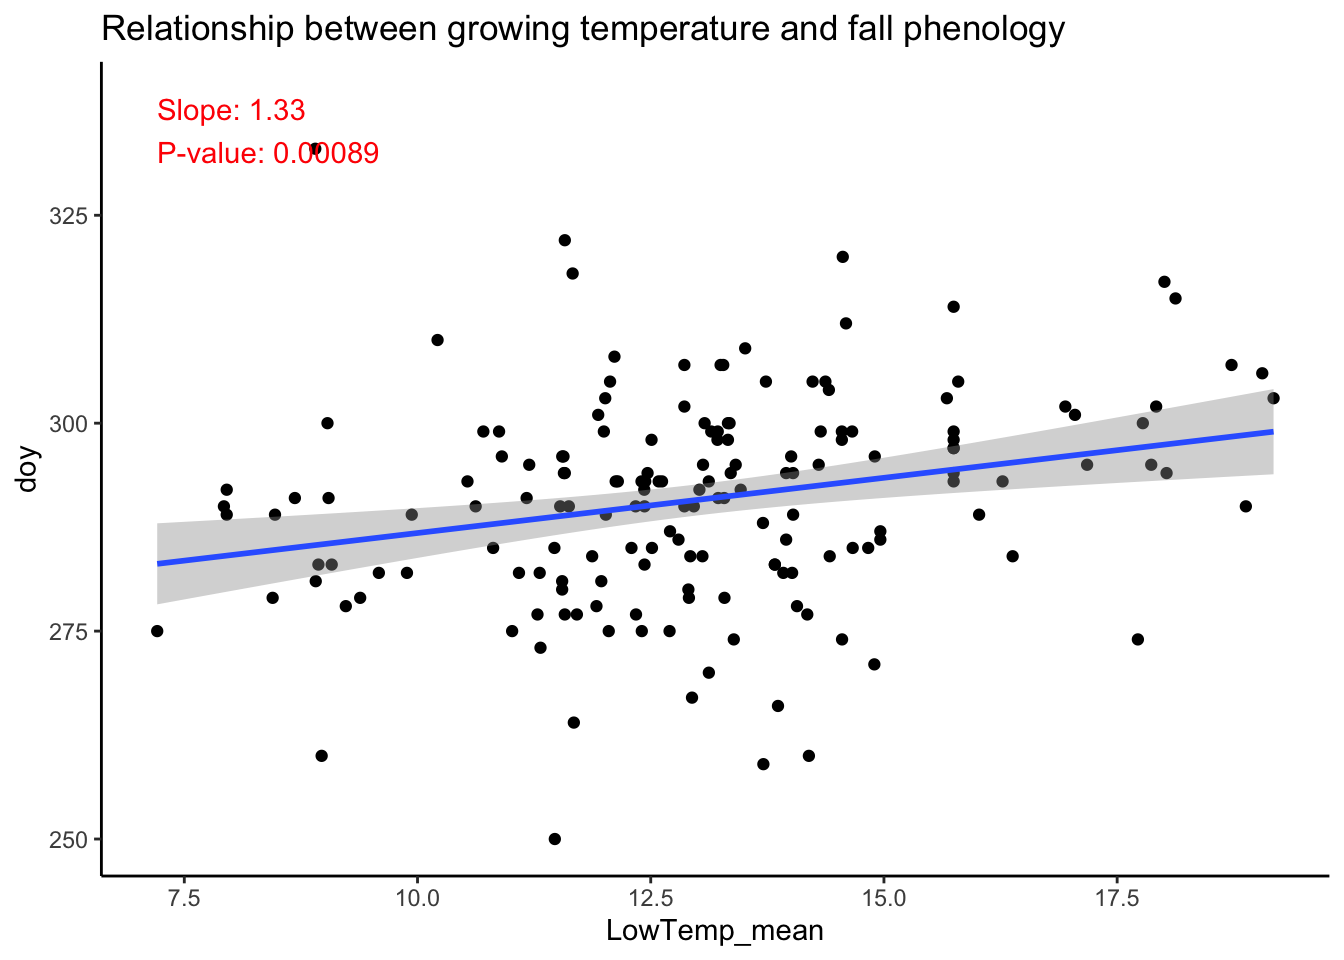 Relationship between growing temperature and fall phenology
Slope: 1.33
P-value: 0.00089
325
300
275
250
doy
7.5 10.0 12.5 15.0 17.5
LowTemp_mean